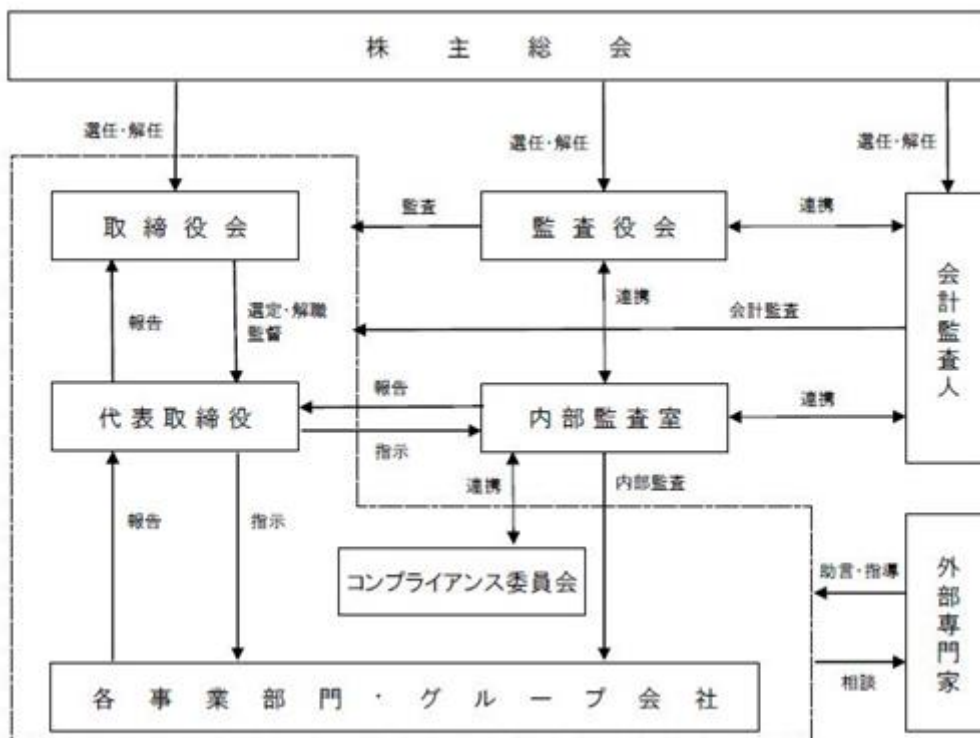 株主総会
選任・解任
選任・解任
選任・解任
取締役会
監査
監査役会
連携
会計監査人
報告
選定・解職
監督
連携
会計監査
代表取締役
報告
指示
内部監査室
連携
報告
指示
連携
内部監査
コンプライアンス委員会
助言・指導
外部専門家
相談
各事業部門・グループ会社